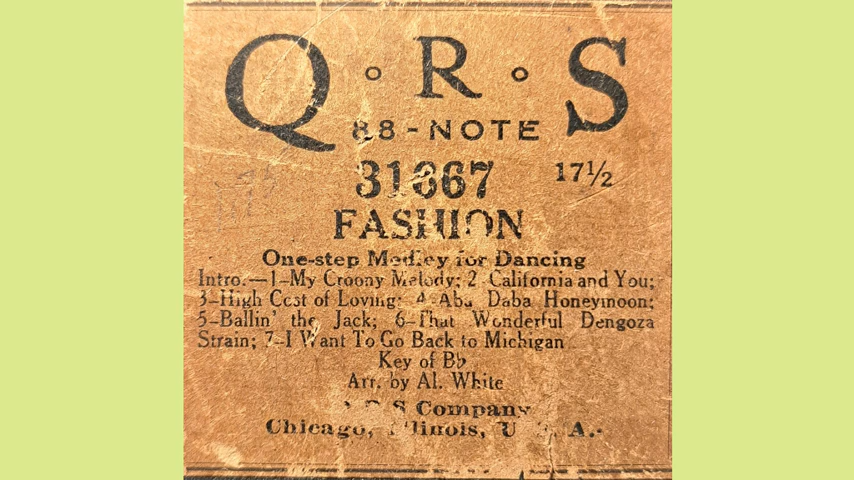 Q·R·S
88-NOTE
31667 17½
FASHION
One-step Medley for Dancing
Intro.—1-My Croony Melody; 2 California and You;
3-High Cost of Loving; 4-Aba Daba Honeymoon;
5-Ballin' the Jack; 6-That Wonderful Dengoza
Strain; 7-I Want To Go Back to Michigan
Key of B♭
Arr. by Al. White
S Company
Chicago, Illinois, U A.